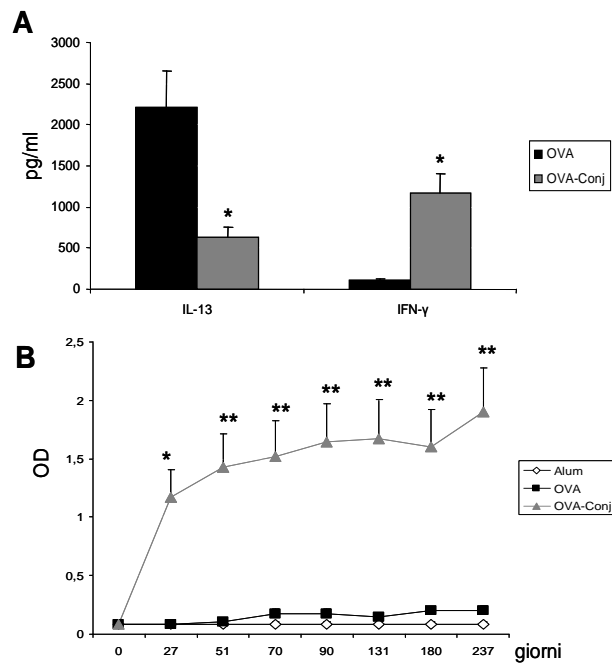 A
3000
2500
2000
1500
1000
500
0
pg/ml
*
*
IL-13
IFN-γ
OVA
OVA-Conj
B
2,5
2
1,5
1
0,5
0
OD
*
**
**
**
**
**
**
0 27 51 70 90 131 180 237 giorni
Alum
OVA
OVA-Conj